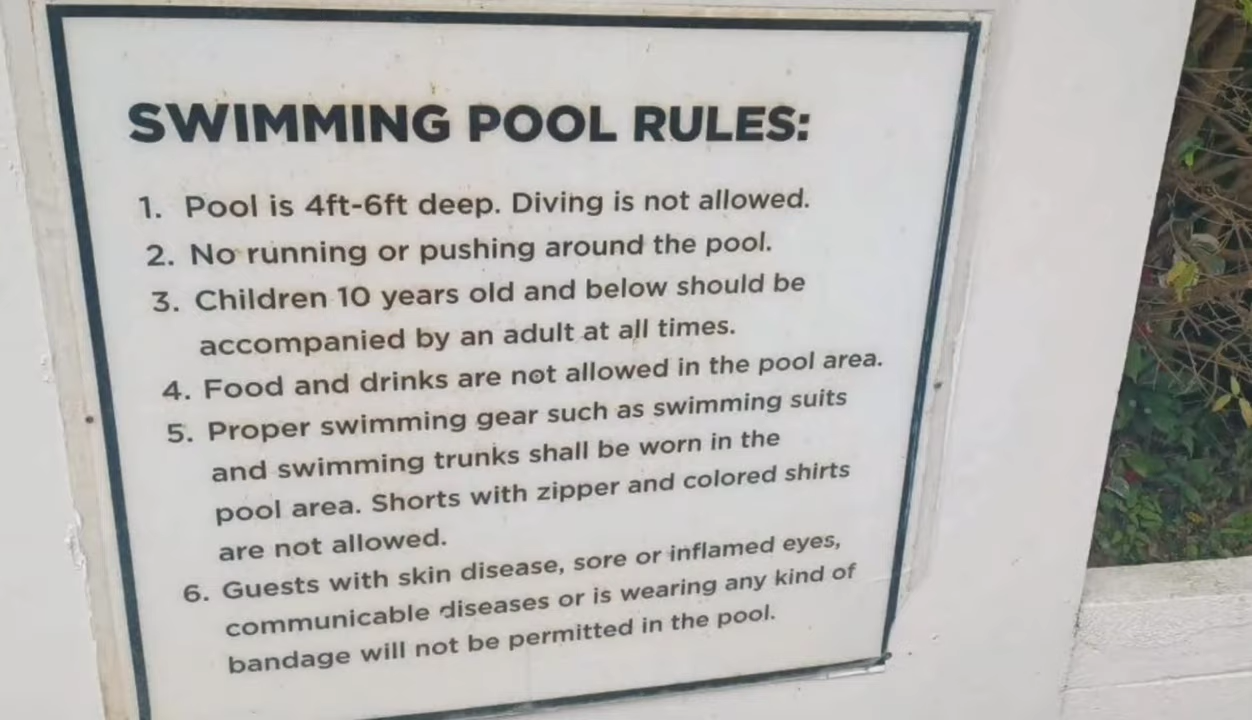 SWIMMING POOL RULES:
1. Pool is 4ft-6ft deep. Diving is not allowed.
2. No running or pushing around the pool.
3. Children 10 years old and below should be
accompanied by an adult at all times.
4. Food and drinks are not allowed in the pool area.
5. Proper swimming gear such as swimming suits
and swimming trunks shall be worn in the
pool area. Shorts with zipper and colored shirts
are not allowed.
6. Guests with skin disease, sore or inflamed eyes,
communicable diseases or is wearing any kind of
bandage will not be permitted in the pool.